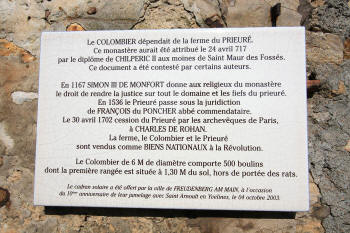 Le COLOMBIER dépendait de la ferme du PRIEURÉ.
Ce monastère aurait été attribué le 24 avril 717
par le diplôme de CHILPERIC II aux moines de Saint Maur des Fossés.
Ce document a été contesté par certains auteurs.
En 1167 SIMON III DE MONFORT donne aux religieux du monastère
le droit de rendre la justice sur tout le domaine et les fiefs du prieuré.
En 1536 le Prieuré passe sous la juridiction
de FRANÇOIS du PONCHER abbé commendataire.
Le 30 avril 1702 cession du Prieuré par les archevêques de Paris,
à CHARLES DE ROHAN.
La ferme, le Colombier et le Prieuré
sont vendus comme BIENS NATIONAUX à la Révolution.
Le Colombier de 6 M de diamètre comporte 500 boulins
dont la première rangée est située à 1,30 M du sol, hors de portée des rats.
Le cadran solaire a été offert par la ville de FREUDENBERG AM MAIN, à l'occasion
du 10ème anniversaire de leur jumelage avec Saint Arnoult en Yvelines, le 04 octobre 2003.